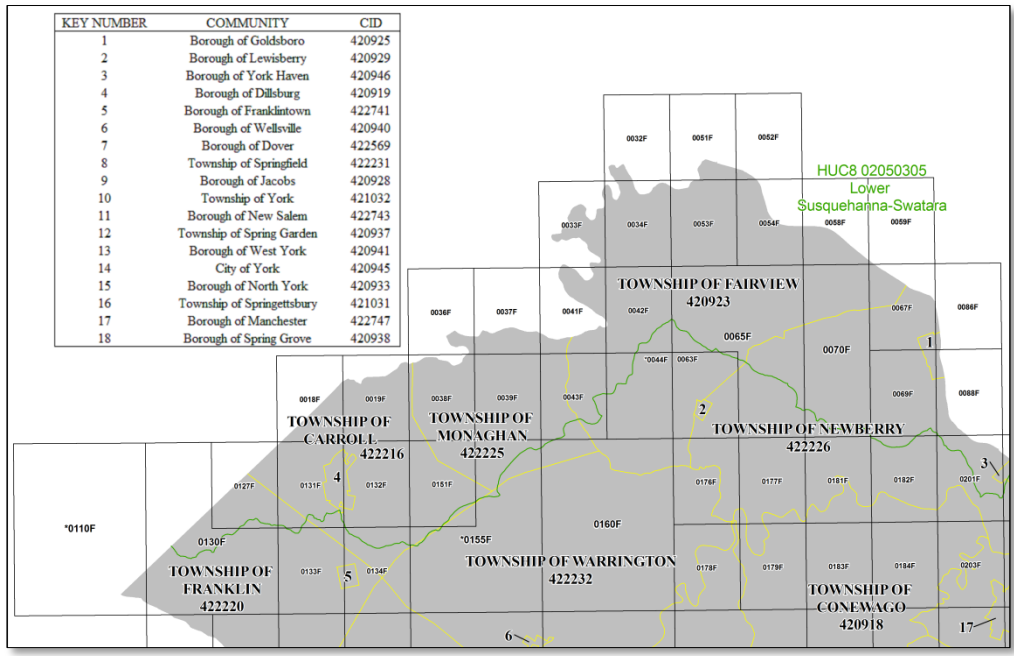 KEY NUMBER COMMUNITY CID
1 Borough of Goldsboro 420925
2 Borough of Lewisberry 420929
3 Borough of York Haven 420946
4 Borough of Dillsburg 420919
5 Borough of Franklintown 422741
6 Borough of Wellsville 420940
7 Borough of Dover 422569
8 Township of Springfield 422231
9 Borough of Jacobs 420928
10 Township of York 421032
11 Borough of New Salem 422743
12 Township of Spring Garden 420937
13 Borough of West York 420941
14 City of York 420945
15 Borough of North York 420933
16 Township of Springettsbury 421031
17 Borough of Manchester 422747
18 Borough of Spring Grove 420938
0032F 0051F 0052F
HUC8 02050305
Lower
Susquehanna-Swatara
0033F 0034F 0053F 0054F 0058F 0059F
TOWNSHIP OF FAIRVIEW
420923
0036F 0037F 0041F 0042F 0067F 0086F
0065F
0070F
1
*0044F 0063F
0018F 0019F 0038F 0039F 0043F 0069F 0088F
2
TOWNSHIP OF
CARROLL
422216
TOWNSHIP OF
MONAGHAN
422225
TOWNSHIP OF NEWBERRY
422226
3
0127F 0131F 4 0132F 0151F 0176F 0177F 0181F 0182F 0201F
*0110F
0130F
*0155F
0160F
TOWNSHIP OF
FRANKLIN
422220
0133F 5 0134F
TOWNSHIP OF WARRINGTON
422232
0178F 0179F 0183F 0184F 0203F
TOWNSHIP OF
CONEWAGO
420918
6
17